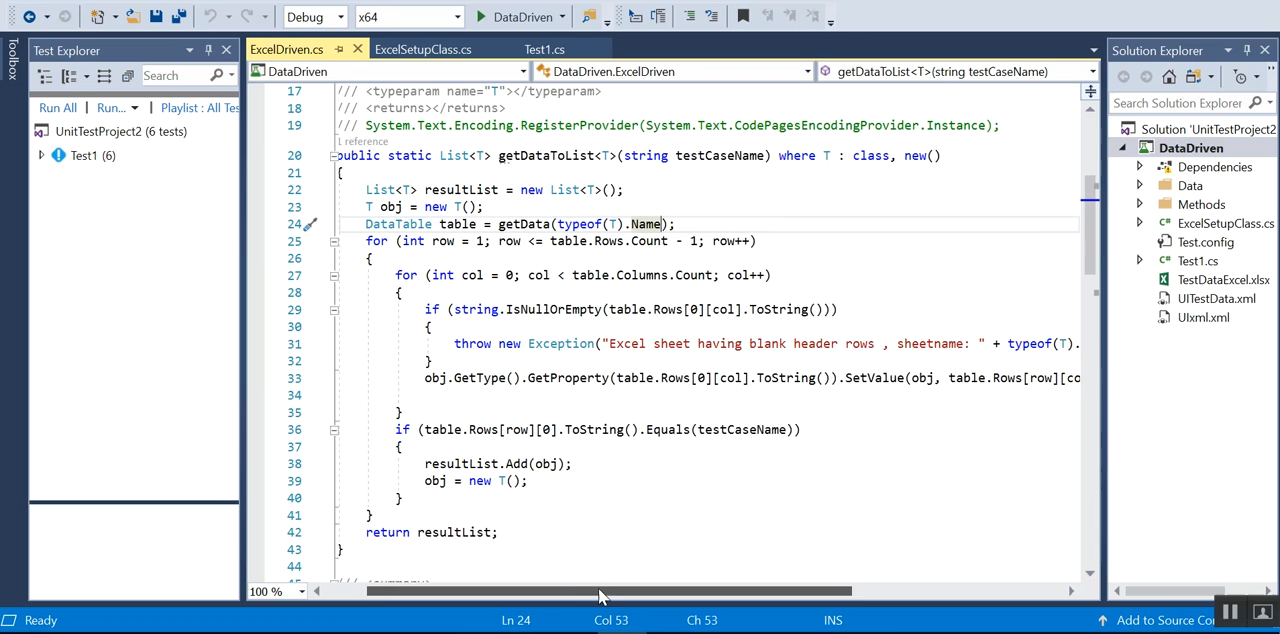 Debug
x64
DataDriven
Toolbox
Test Explorer
Search
Run All | Run... | Playlist : All Tes
UnitTestProject2 (6 tests)
Test1 (6)
ExcelDriven.cs
ExcelSetupClass.cs
Test1.cs
DataDriven
DataDriven.ExcelDriven
getDataToList<T>(string testCaseName)
17 /// <typeparam name="T"></typeparam>
18 /// <returns></returns>
19 /// System.Text.Encoding.RegisterProvider(System.Text.CodePagesEncodingProvider.Instance);
1 reference
20 public static List<T> getDataToList<T>(string testCaseName) where T : class, new()
21 {
22 List<T> resultList = new List<T>();
23 T obj = new T();
24 DataTable table = getData(typeof(T).Name);
25 for (int row = 1; row <= table.Rows.Count - 1; row++)
26 {
27 for (int col = 0; col < table.Columns.Count; col++)
28 {
29 if (string.IsNullOrEmpty(table.Rows[0][col].ToString()))
30 {
31 throw new Exception("Excel sheet having blank header rows , sheetname: " + typeof(T).
32 }
33 obj.GetType().GetProperty(table.Rows[0][col].ToString()).SetValue(obj, table.Rows[row][co
34
35 }
36 if (table.Rows[row][0].ToString().Equals(testCaseName))
37 {
38 resultList.Add(obj);
39 obj = new T();
40 }
41 }
42 return resultList;
43 }
44
100 %
Solution Explorer
Search Solution Explorer
Solution 'UnitTestProject2
DataDriven
Dependencies
Data
Methods
ExcelSetupClass.cs
Test.config
C# Test1.cs
TestDataExcel.xlsx
UITestData.xml
UIxml.xml
Ready
Ln 24
Col 53
Ch 53
INS
Add to Source Co